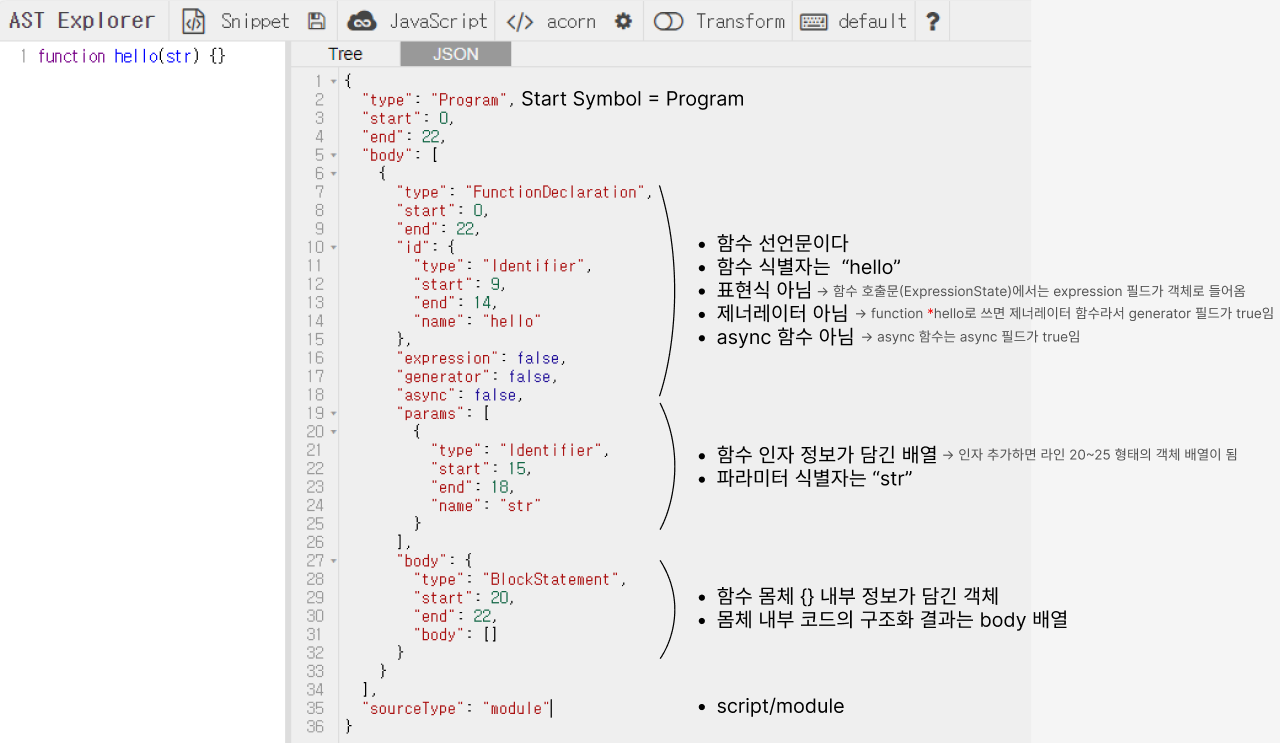 AST Explorer Snippet JavaScript </> acorn Transform default ?
1 function hello(str) {}
Tree JSON
1 {
2 "type": "Program", Start Symbol = Program
3 "start": 0,
4 "end": 22,
5 "body": [
6 {
7 "type": "FunctionDeclaration",
8 "start": 0,
9 "end": 22,
10 "id": {
11 "type": "Identifier",
12 "start": 9,
13 "end": 14,
14 "name": "hello"
15 },
16 "expression": false,
17 "generator": false,
18 "async": false,
19 "params": [
20 {
21 "type": "Identifier",
22 "start": 15,
23 "end": 18,
24 "name": "str"
25 }
26 ],
27 "body": {
28 "type": "BlockStatement",
29 "start": 20,
30 "end": 22,
31 "body": []
32 }
33 }
34 ],
35 "sourceType": "module"
36 }
• 함수 선언문이다
• 함수 식별자는 “hello”
• 표현식 아님 → 함수 호출문(ExpressionState)에서는 expression 필드가 객체로 들어옴
• 제너레이터 아님 → function *hello로 쓰면 제너레이터 함수라서 generator 필드가 true임
• async 함수 아님 → async 함수는 async 필드가 true임
• 함수 인자 정보가 담긴 배열 → 인자 추가하면 라인 20~25 형태의 객체 배열이 됨
• 파라미터 식별자는 “str”
• 함수 몸체 {} 내부 정보가 담긴 객체
• 몸체 내부 코드의 구조화 결과는 body 배열
• script/module